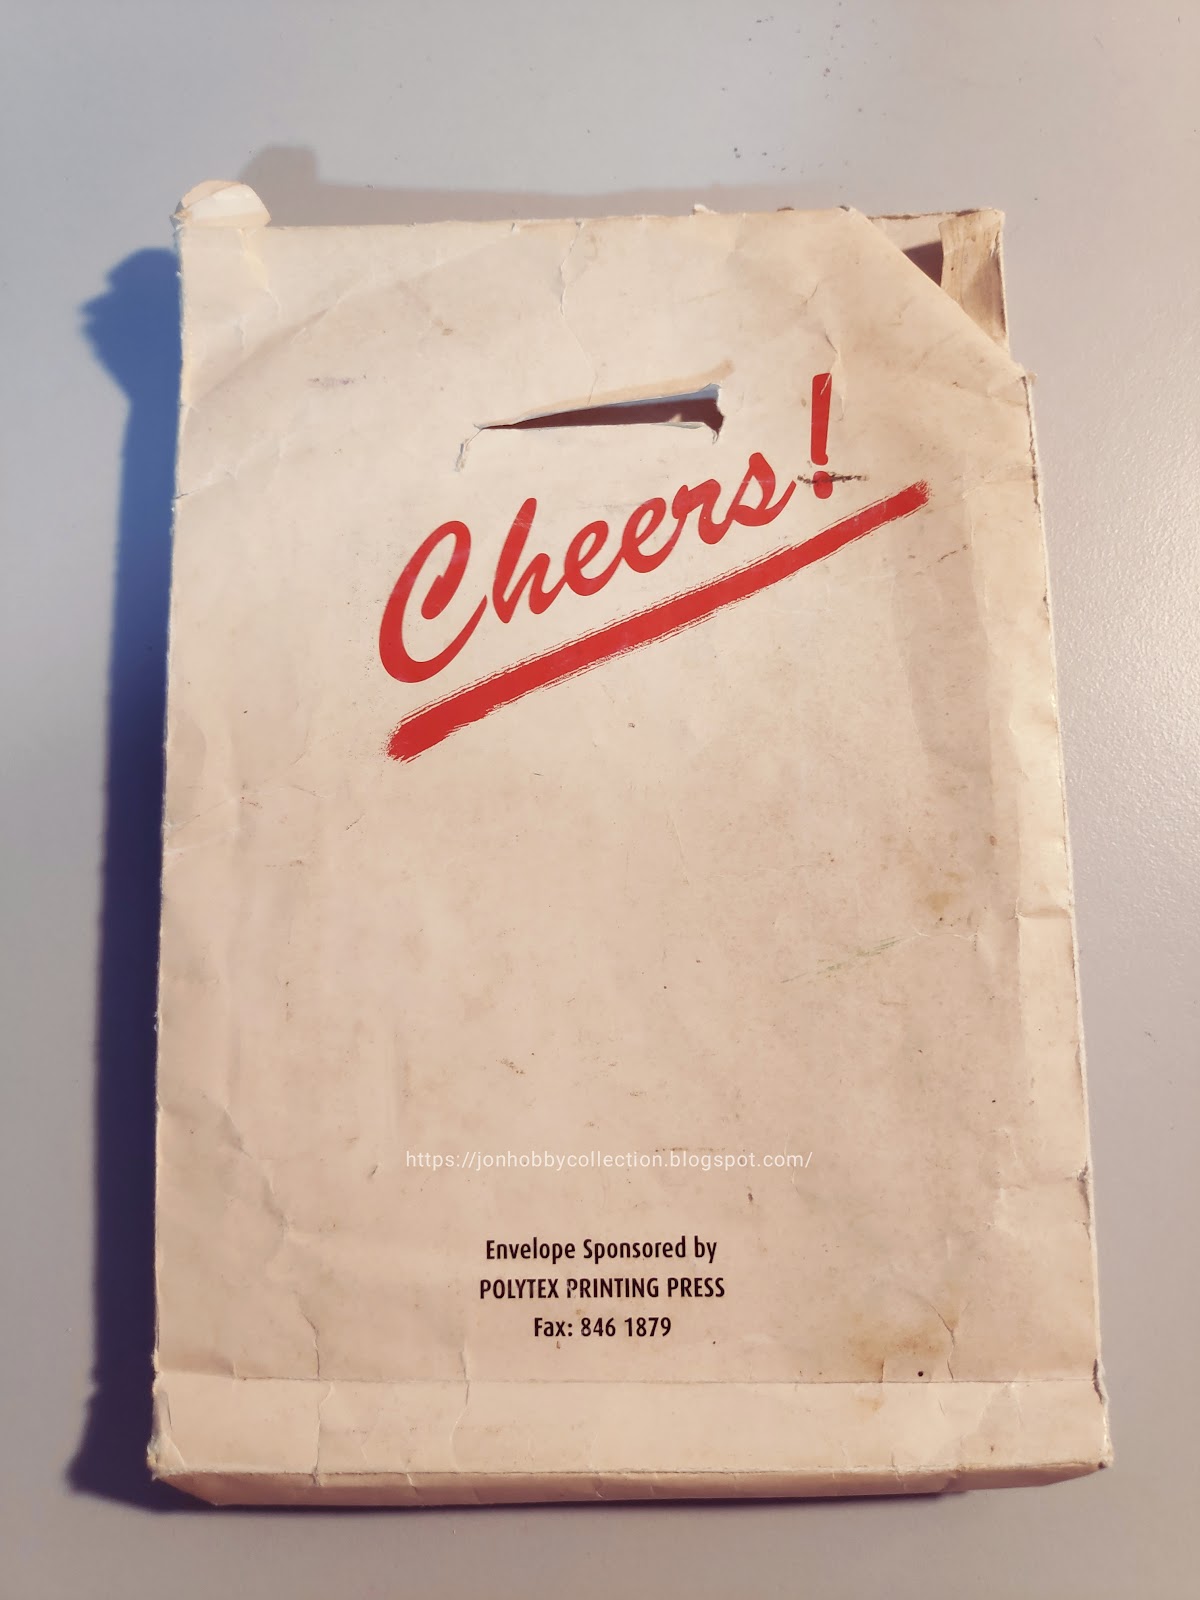 Cheers!
https://jonhobbycollection.blogspot.com/
Envelope Sponsored by
POLYTEX PRINTING PRESS
Fax: 846 1879